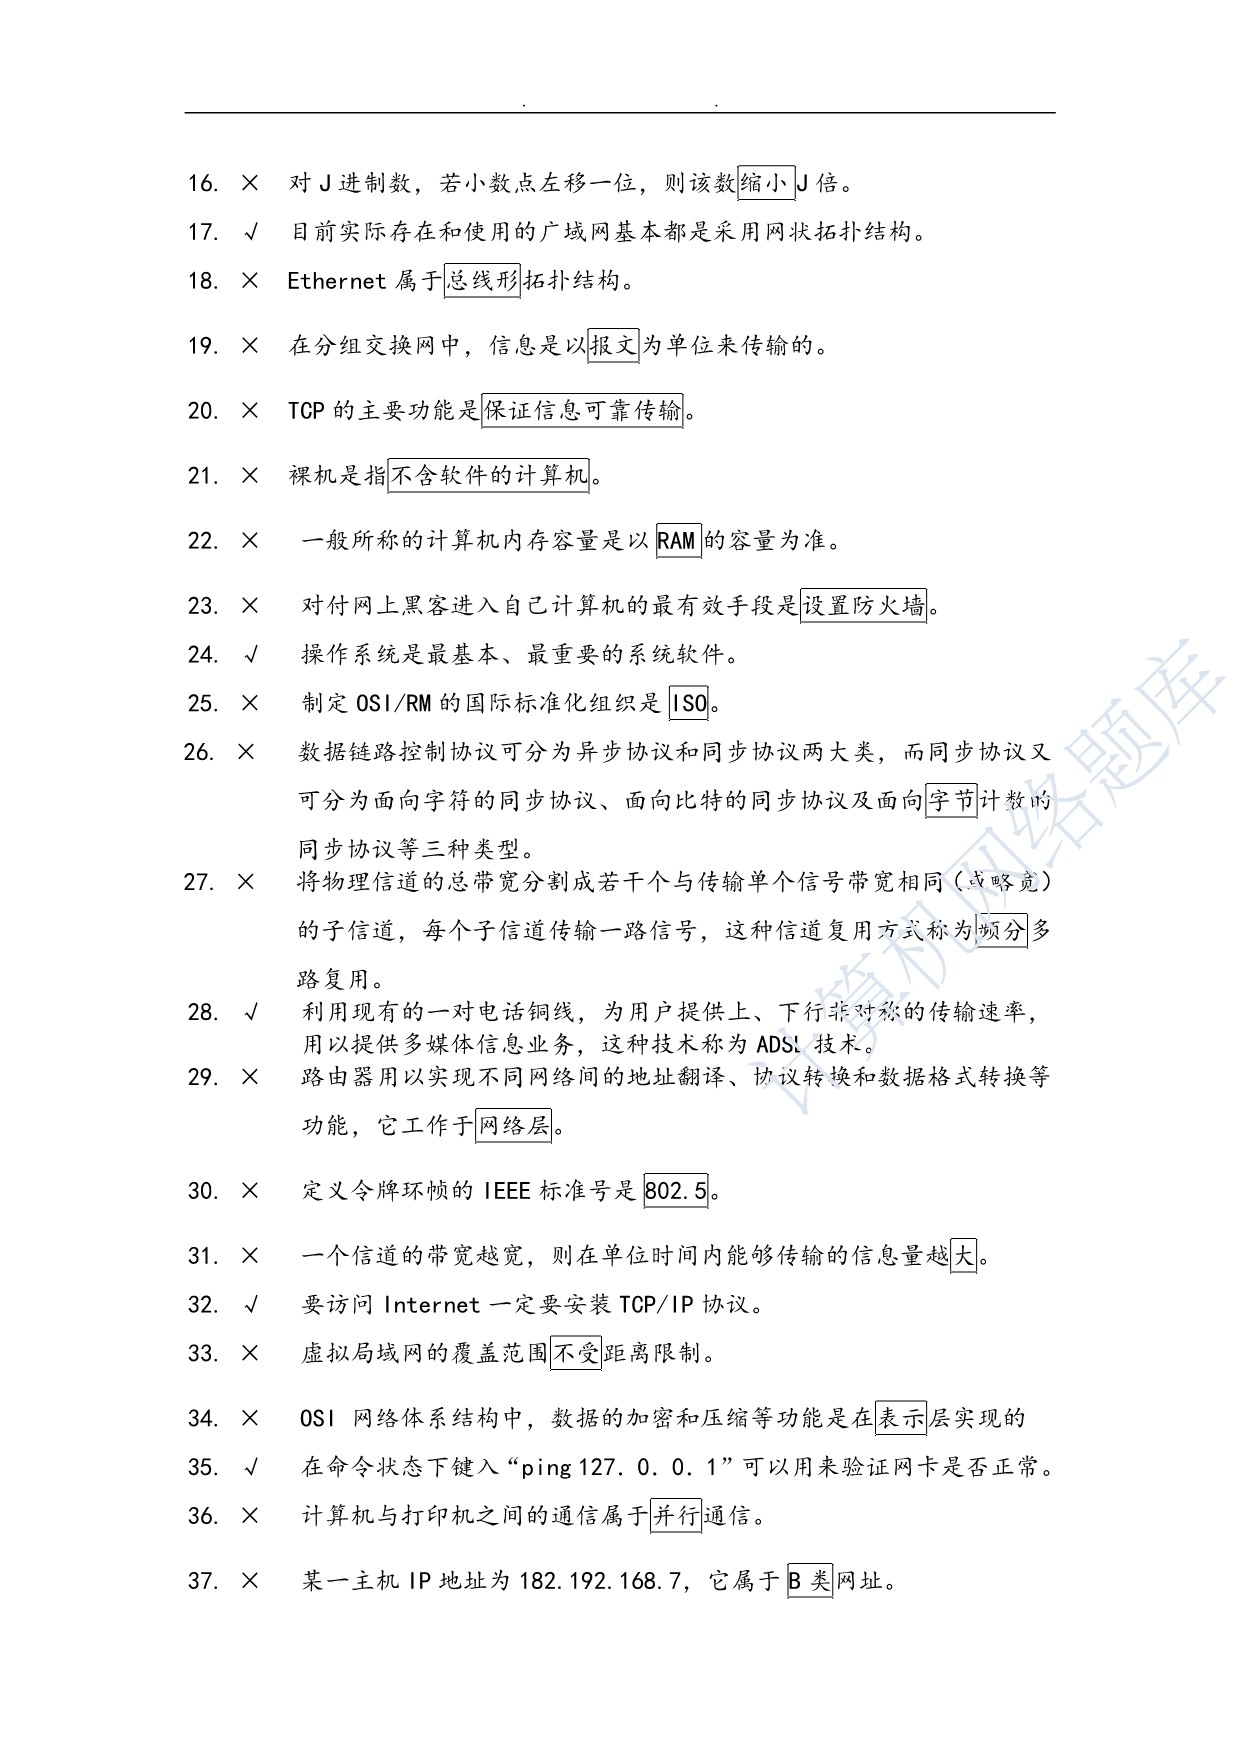 16. × 对 J 进制数，若小数点左移一位，则该数缩小 J 倍。
17. √ 目前实际存在和使用的广域网基本都是采用网状拓扑结构。
18. × Ethernet 属于总线形拓扑结构。
19. × 在分组交换网中，信息是以报文为单位来传输的。
20. × TCP 的主要功能是保证信息可靠传输。
21. × 裸机是指不含软件的计算机。
22. × 一般所称的计算机内存容量是以 RAM 的容量为准。
23. × 对付网上黑客进入自己计算机的最有效手段是设置防火墙。
24. √ 操作系统是最基本、最重要的系统软件。
25. × 制定 OSI/RM 的国际标准化组织是 ISO。
26. × 数据链路控制协议可分为异步协议和同步协议两大类，而同步协议又
可分为面向字符的同步协议、面向比特的同步协议及面向字节计数的
同步协议等三种类型。
27. × 将物理信道的总带宽分割成若干个与传输单个信号带宽相同（或略宽）
的子信道，每个子信道传输一路信号，这种信道复用方式称为频分多
路复用。
28. √ 利用现有的一对电话铜线，为用户提供上、下行非对称的传输速率，
用以提供多媒体信息业务，这种技术称为 ADSL 技术。
29. × 路由器用以实现不同网络间的地址翻译、协议转换和数据格式转换等
功能，它工作于网络层。
30. × 定义令牌环帧的 IEEE 标准号是 802.5。
31. × 一个信道的带宽越宽，则在单位时间内能够传输的信息量越大。
32. √ 要访问 Internet 一定要安装 TCP/IP 协议。
33. × 虚拟局域网的覆盖范围不受距离限制。
34. × OSI 网络体系结构中，数据的加密和压缩等功能是在表示层实现的
35. √ 在命令状态下键入“ping 127．0．0．1”可以用来验证网卡是否正常。
36. × 计算机与打印机之间的通信属于并行通信。
37. × 某一主机 IP 地址为 182.192.168.7，它属于 B 类网址。
计算机网络题库